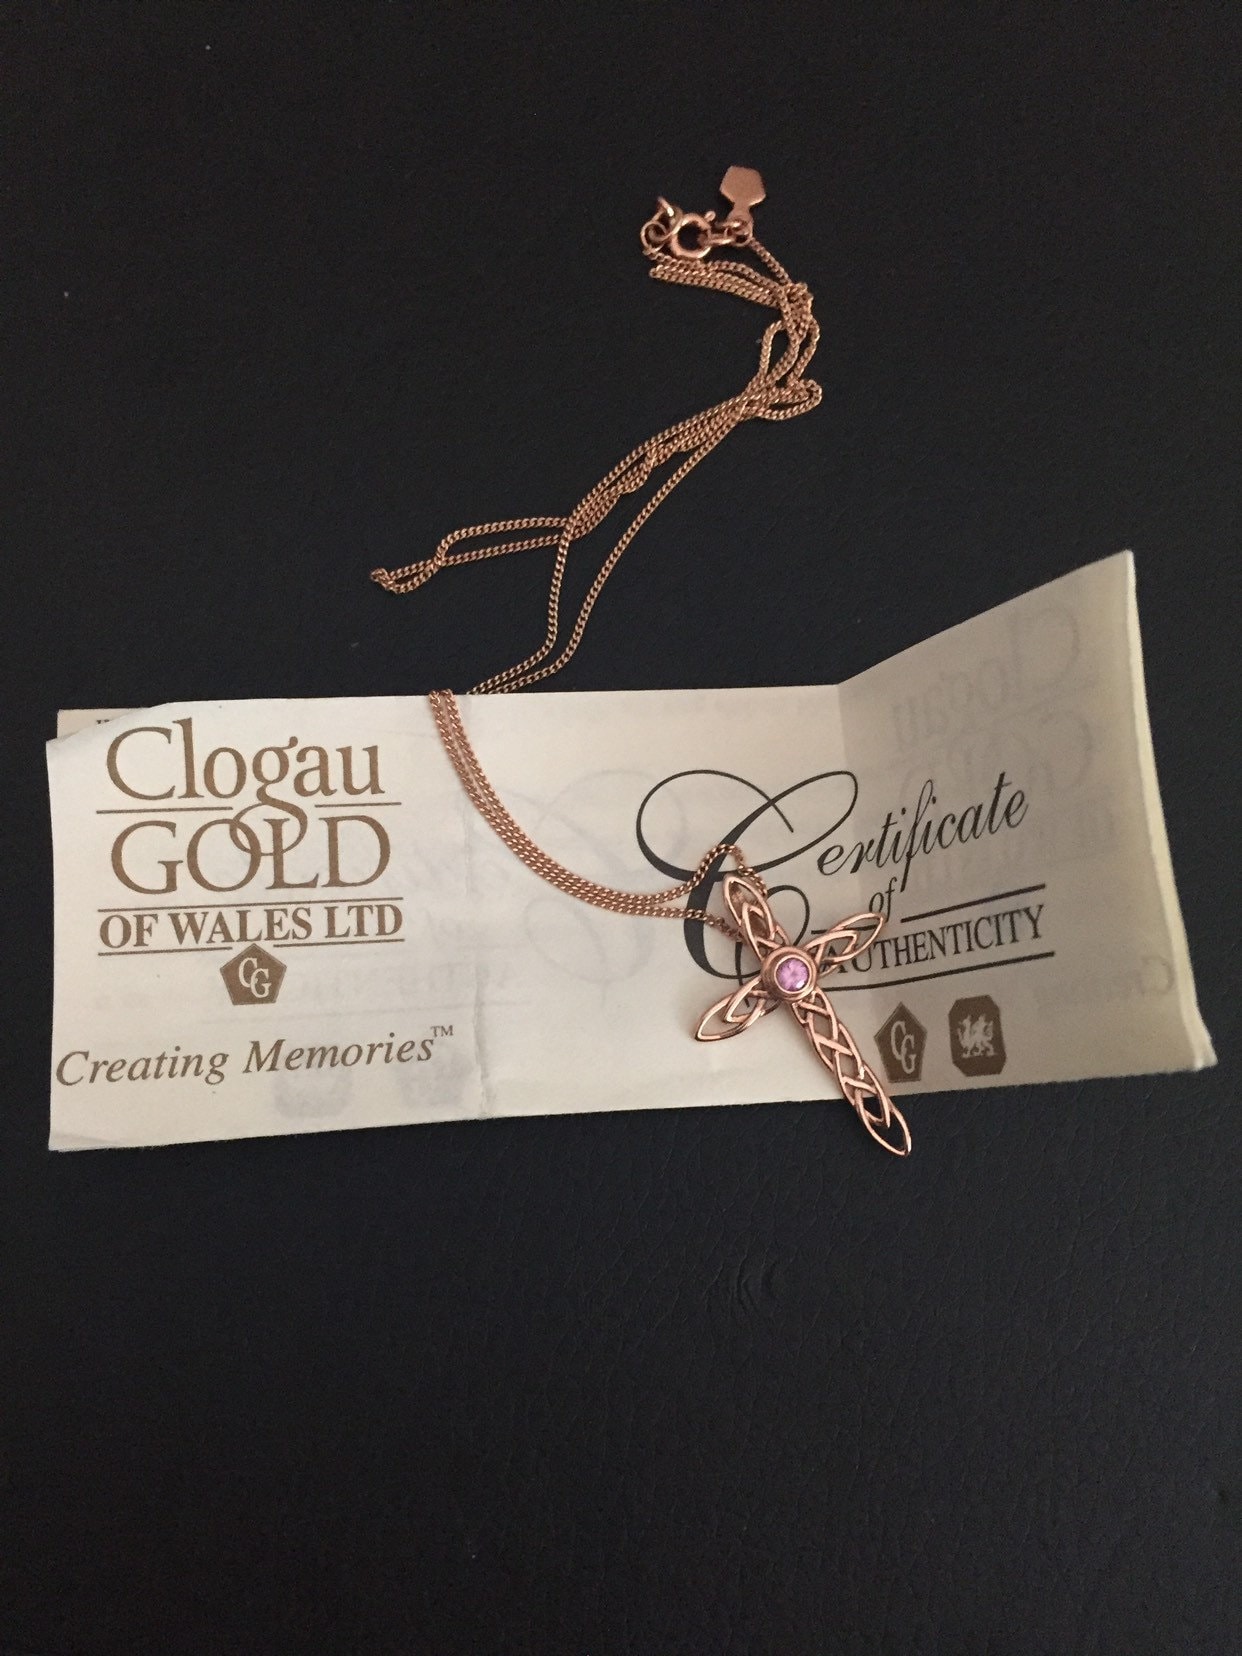 Clogau
GOLD
OF WALES LTD
CG
Creating Memories™
Certificate
of
AUTHENTICITY
CG